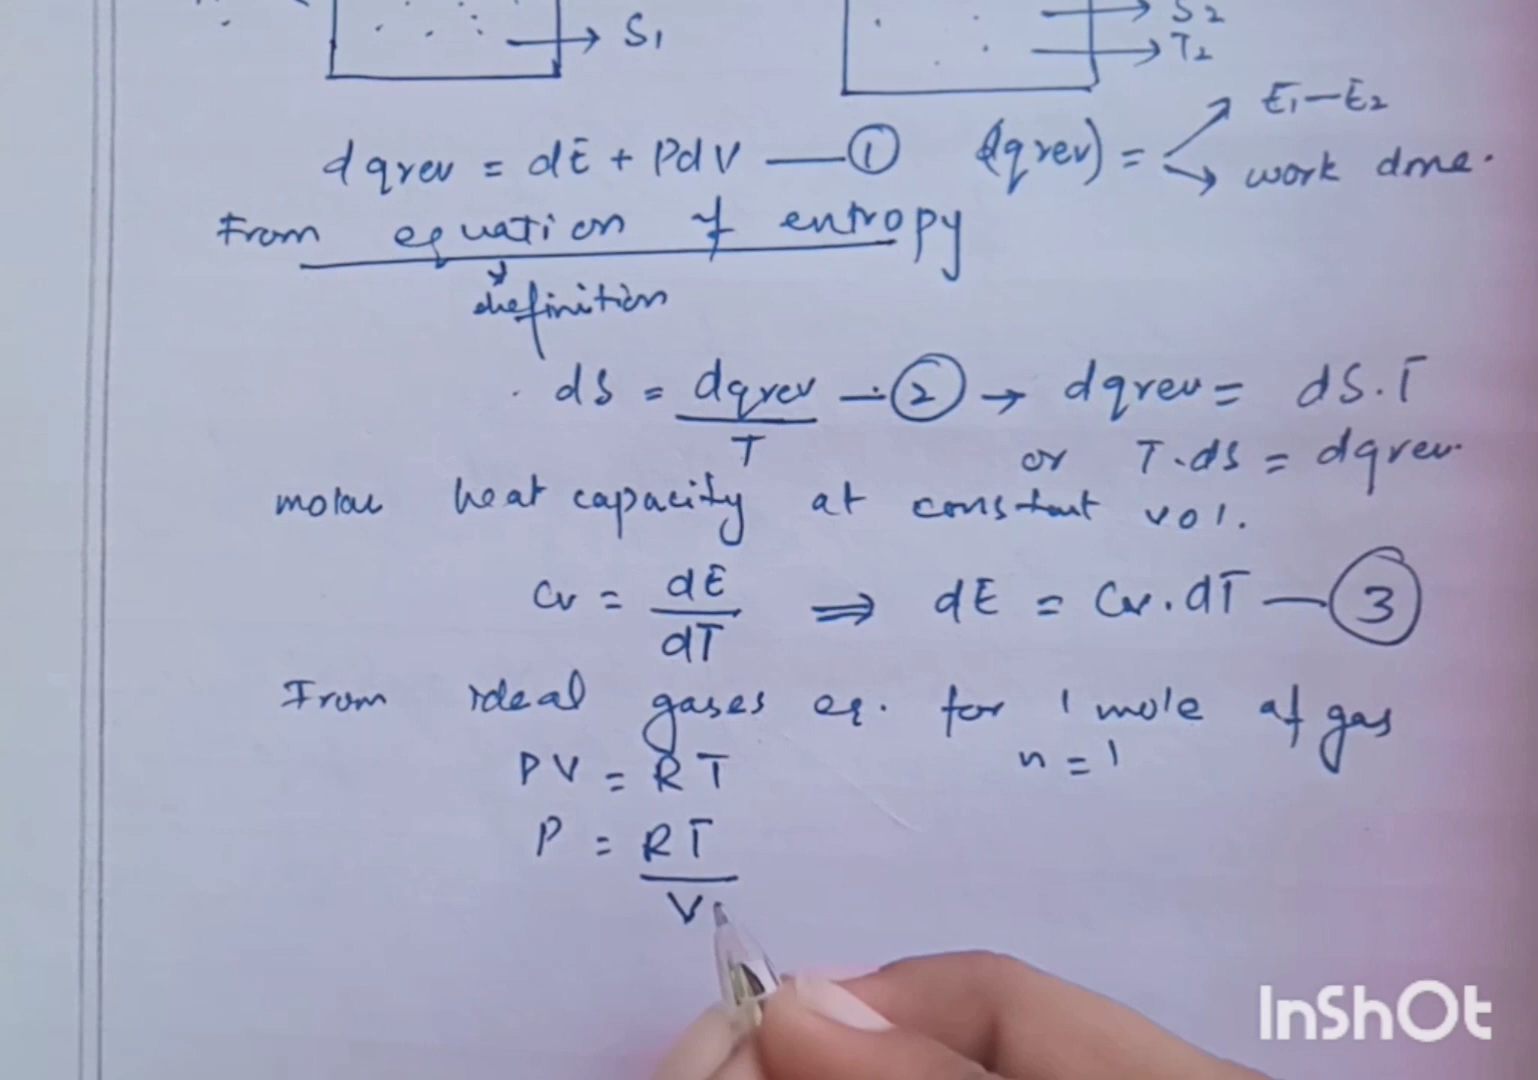 S1
S2
T2
dqrev = dE + PdV — ① (dqrev) = E1 - E2
work done.
From equation of entropy
definition
dS = dqrev/T — ② → dqrev = dS.T
or T.ds = dqrev.
molar heat capacity at constant vol.
Cv = dE/dT ⇒ dE = Cv.dT — ③
From ideal gases eq. for 1 mole of gas
PV = RT n = 1
P = RT/V
InShOt